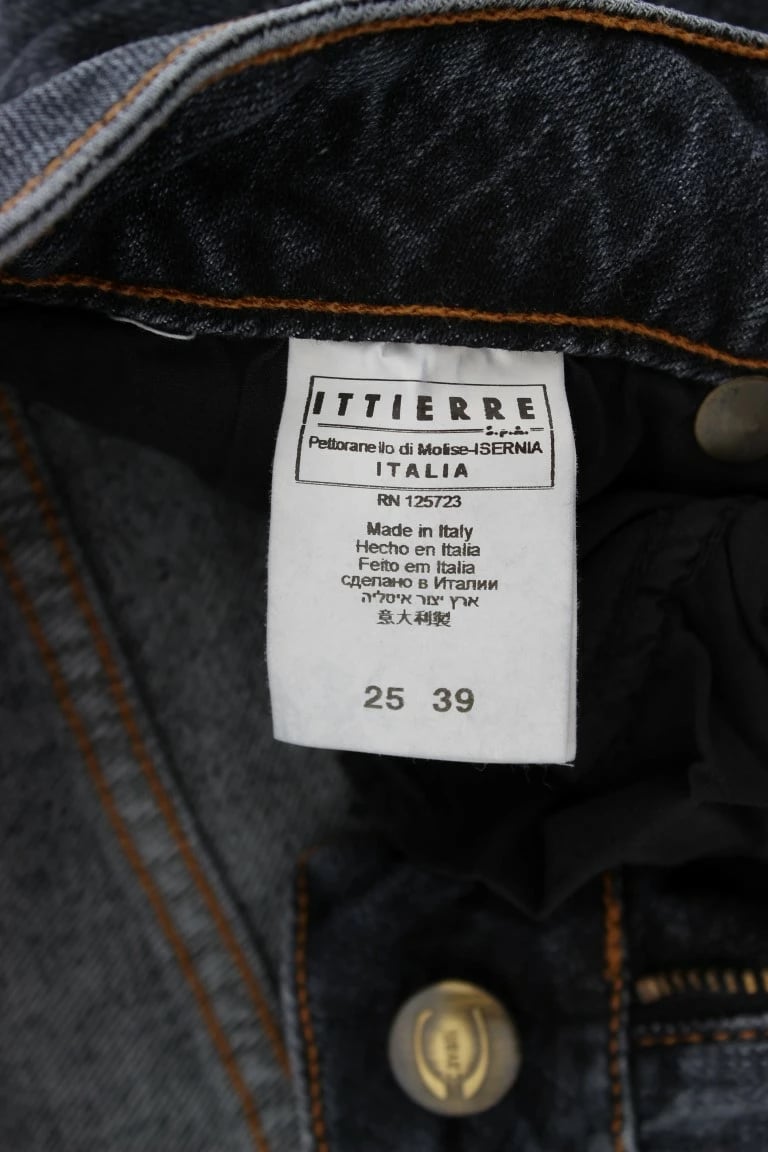 ITTIERRE
s.p.a.
Pettoranello di Molise-ISERNIA
ITALIA
RN 125723
Made in Italy
Hecho en Italia
Feito em Italia
сделано в Италии
ארץ יצור איטליה
意大利製
25 39